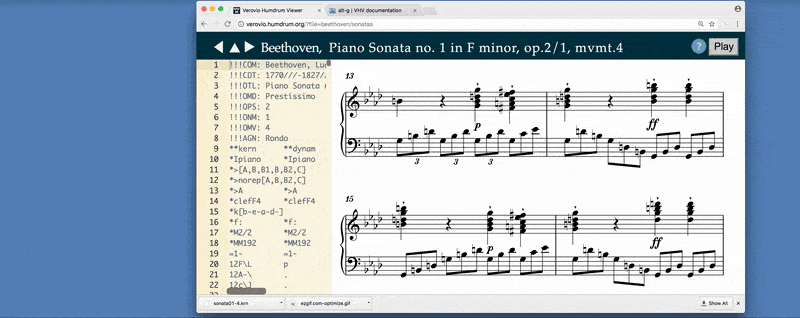 Verovio Humdrum Viewer
alt-g | VHV documentation
verovio.humdrum.org/?file=beethoven/sonatas
Beethoven, Piano Sonata no. 1 in F minor, op.2/1, mvmt.4
?
Play
1 !!!COM: Beethoven, Lu
2 !!!CDT: 1770///-1827/
3 !!!OTL: Piano Sonata
4 !!!OMD: Prestissimo
5 !!!OPS: 2
6 !!!ONM: 1
7 !!!OMV: 4
8 !!!AGN: Rondo
9 **kern **dynam
10 *Ipiano *Ipiano
11 *>[A,B,B1,B,B2,C]
12 *>norep[A,B,B2,C]
13 *>A *>A
14 *clefF4 *clefF4
15 *k[b-e-a-d-]
16 *f: *f:
17 *M2/2 *M2/2
18 *MM192 *MM192
19 =1- =1-
20 12F\L p
21 12A-\ .
22 12c\J .
13
p
ff
3 3 3 3
15
p
ff
sonata01-4.krn
ezgif.com-optimize.gif
Show All